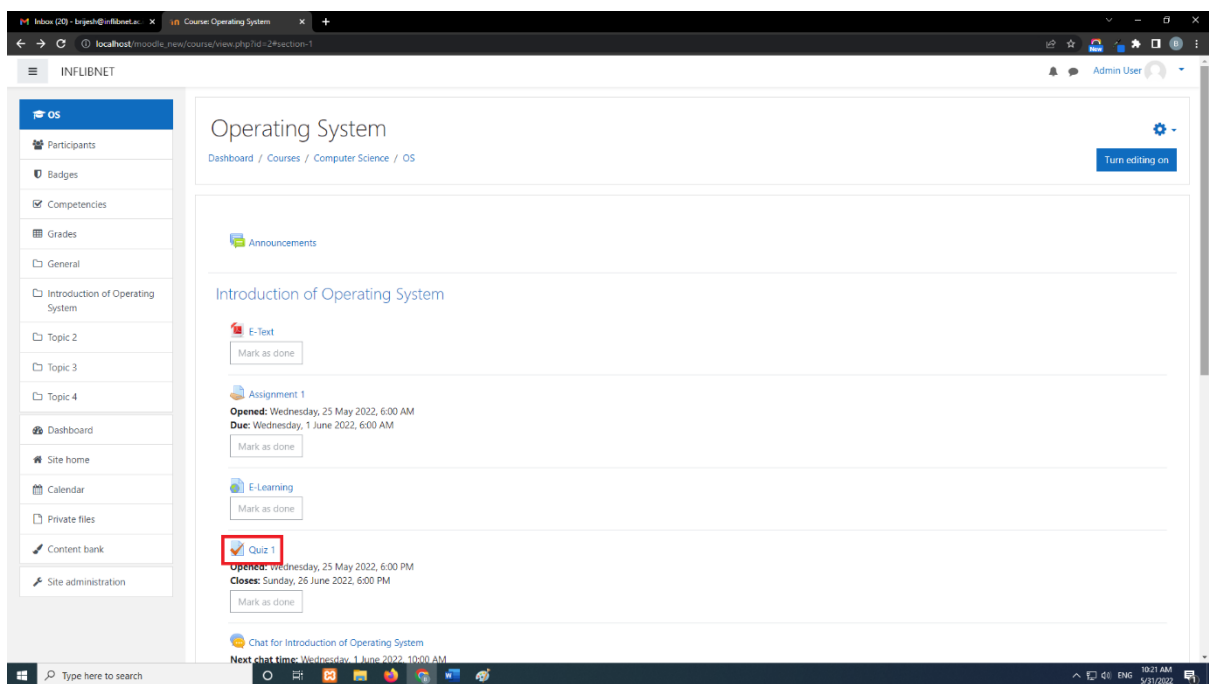 Inbox (20) - brijesh@inflibnet.ac.
Course: Operating System
localhost/moodle_new/course/view.php?id=2#section-1
New
INFLIBNET
Admin User
OS
Participants
Badges
Competencies
Grades
General
Introduction of Operating
System
Topic 2
Topic 3
Topic 4
Dashboard
Site home
Calendar
Private files
Content bank
Site administration
Operating System
Dashboard / Courses / Computer Science / OS
Turn editing on
Announcements
Introduction of Operating System
E-Text
Mark as done
Assignment 1
Opened: Wednesday, 25 May 2022, 6:00 AM
Due: Wednesday, 1 June 2022, 6:00 AM
Mark as done
E-Learning
Mark as done
Quiz 1
Opened: Wednesday, 25 May 2022, 6:00 PM
Closes: Sunday, 26 June 2022, 6:00 PM
Mark as done
Chat for Introduction of Operating System
Next chat time: Wednesday, 1 June 2022, 10:00 AM
Type here to search
ENG
10:21 AM
5/31/2022